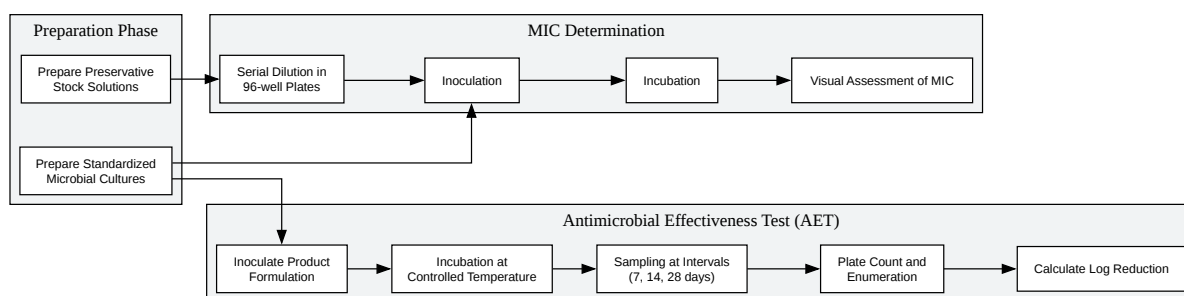 Preparation Phase
Prepare Preservative
Stock Solutions
Prepare Standardized
Microbial Cultures
MIC Determination
Serial Dilution in
96-well Plates
Inoculation
Incubation
Visual Assessment of MIC
Antimicrobial Effectiveness Test (AET)
Inoculate Product
Formulation
Incubation at
Controlled Temperature
Sampling at Intervals
(7, 14, 28 days)
Plate Count and
Enumeration
Calculate Log Reduction